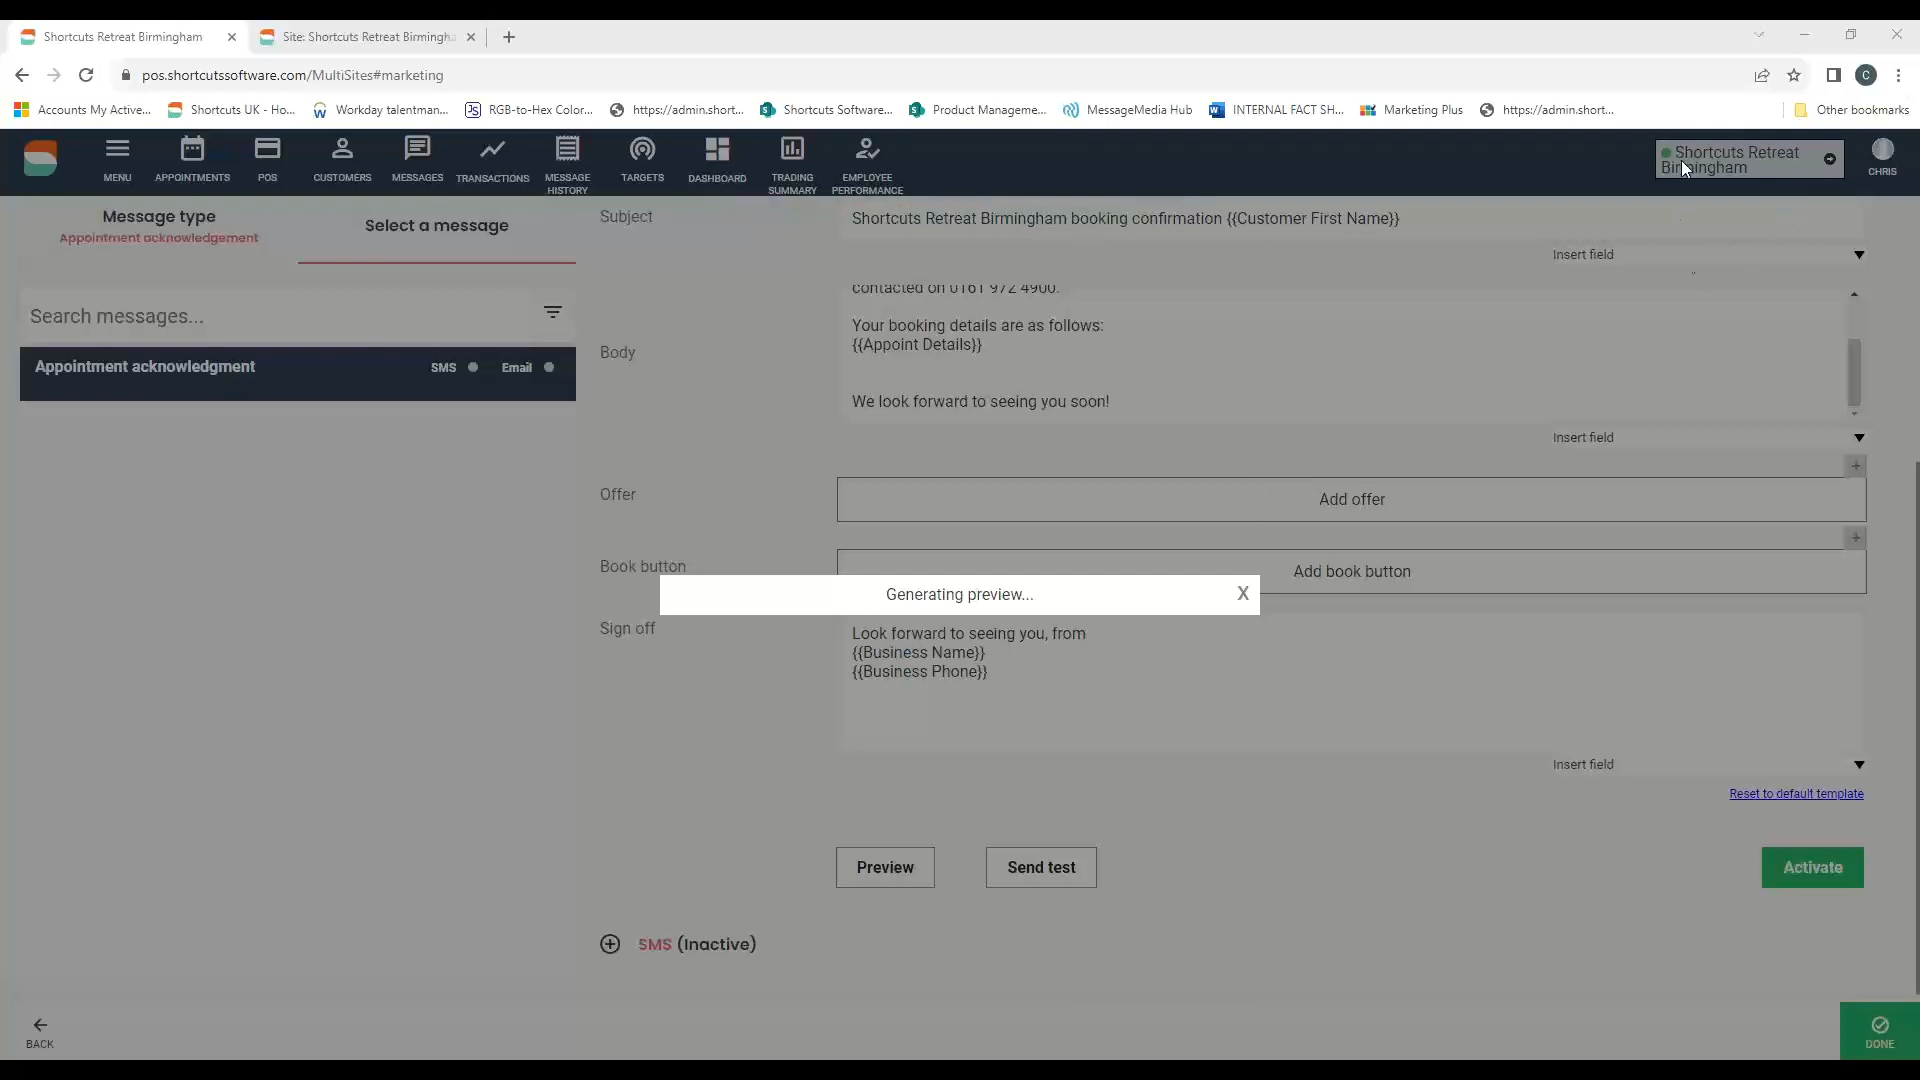 Shortcuts Retreat Birmingham
Site: Shortcuts Retreat Birmingha
pos.shortcutssoftware.com/MultiSites#marketing
C
Accounts My Active...
Shortcuts UK - Ho...
Workday talentman...
RGB-to-Hex Color...
https://admin.short...
Shortcuts Software...
Product Manageme...
MessageMedia Hub
INTERNAL FACT SH...
Marketing Plus
https://admin.short...
Other bookmarks
MENU
APPOINTMENTS
POS
CUSTOMERS
MESSAGES
TRANSACTIONS
MESSAGE
HISTORY
TARGETS
DASHBOARD
TRADING
SUMMARY
EMPLOYEE
PERFORMANCE
Shortcuts Retreat
Birmingham
CHRIS
Message type
Appointment acknowledgement
Select a message
Search messages...
Appointment acknowledgment
SMS
Email
Subject
Shortcuts Retreat Birmingham booking confirmation {{Customer First Name}}
Insert field
Body
contacted on 0161 972 4900.
Your booking details are as follows:
{{Appoint Details}}
We look forward to seeing you soon!
Insert field
+
Offer
Add offer
+
Book button
Add book button
Generating preview...
X
Sign off
Look forward to seeing you, from
{{Business Name}}
{{Business Phone}}
Insert field
Reset to default template
Preview
Send test
Activate
SMS (Inactive)
BACK
DONE